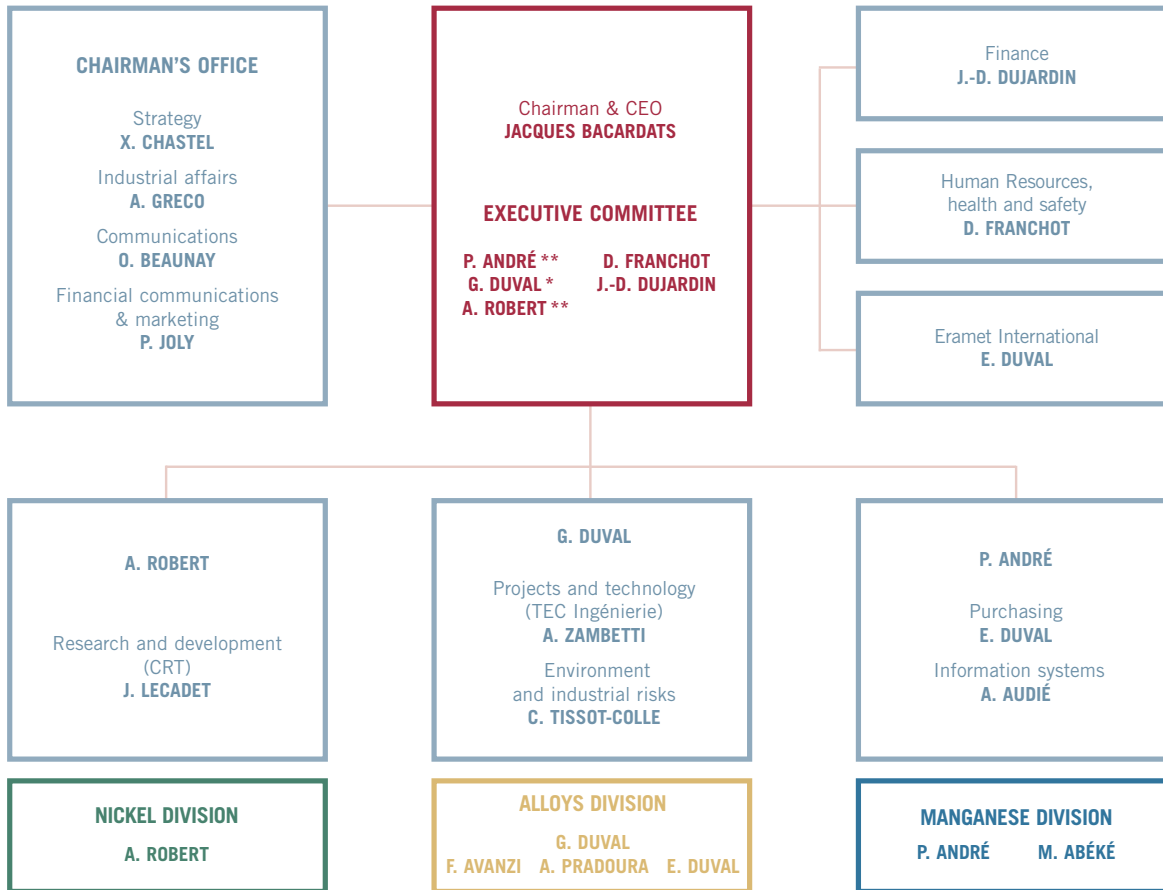 CHAIRMAN'S OFFICE
Strategy
X. CHASTEL
Industrial affairs
A. GRECO
Communications
O. BEAUNAY
Financial communications
& marketing
P. JOLY
Chairman & CEO
JACQUES BACARDATS
EXECUTIVE COMMITTEE
P. ANDRÉ ** D. FRANCHOT
G. DUVAL * J.-D. DUJARDIN
A. ROBERT **
Finance
J.-D. DUJARDIN
Human Resources,
health and safety
D. FRANCHOT
Eramet International
E. DUVAL
A. ROBERT
Research and development
(CRT)
J. LECADET
G. DUVAL
Projects and technology
(TEC Ingénierie)
A. ZAMBETTI
Environment
and industrial risks
C. TISSOT-COLLE
P. ANDRÉ
Purchasing
E. DUVAL
Information systems
A. AUDIÉ
NICKEL DIVISION
A. ROBERT
ALLOYS DIVISION
G. DUVAL
F. AVANZI A. PRADOURA E. DUVAL
MANGANESE DIVISION
P. ANDRÉ M. ABÉKÉ